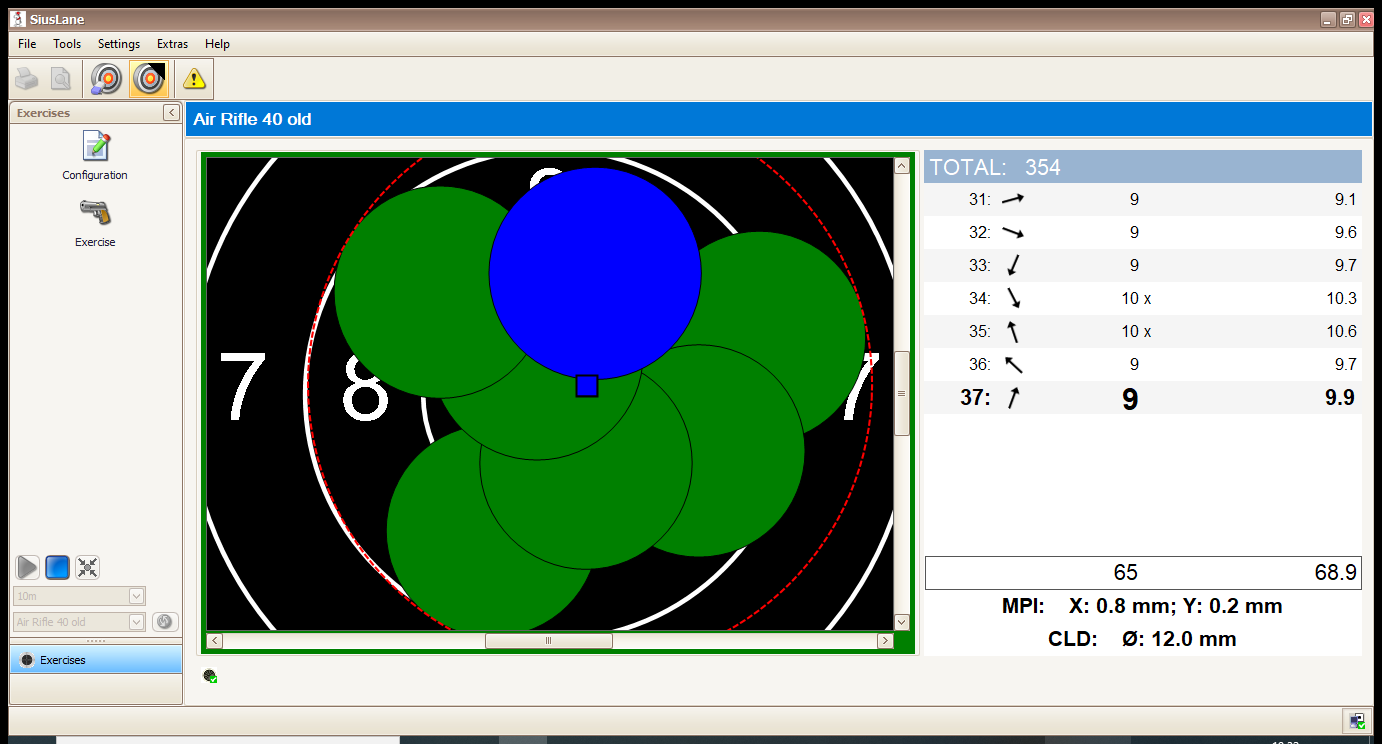 SiusLane
File Tools Settings Extras Help
Exercises
Configuration
Exercise
10m
Air Rifle 40 old
Exercises
Air Rifle 40 old
7 8 7
TOTAL: 354
31: 9 9.1
32: 9 9.6
33: 9 9.7
34: 10 x 10.3
35: 10 x 10.6
36: 9 9.7
37: 9 9.9
65 68.9
MPI: X: 0.8 mm; Y: 0.2 mm
CLD: Ø: 12.0 mm